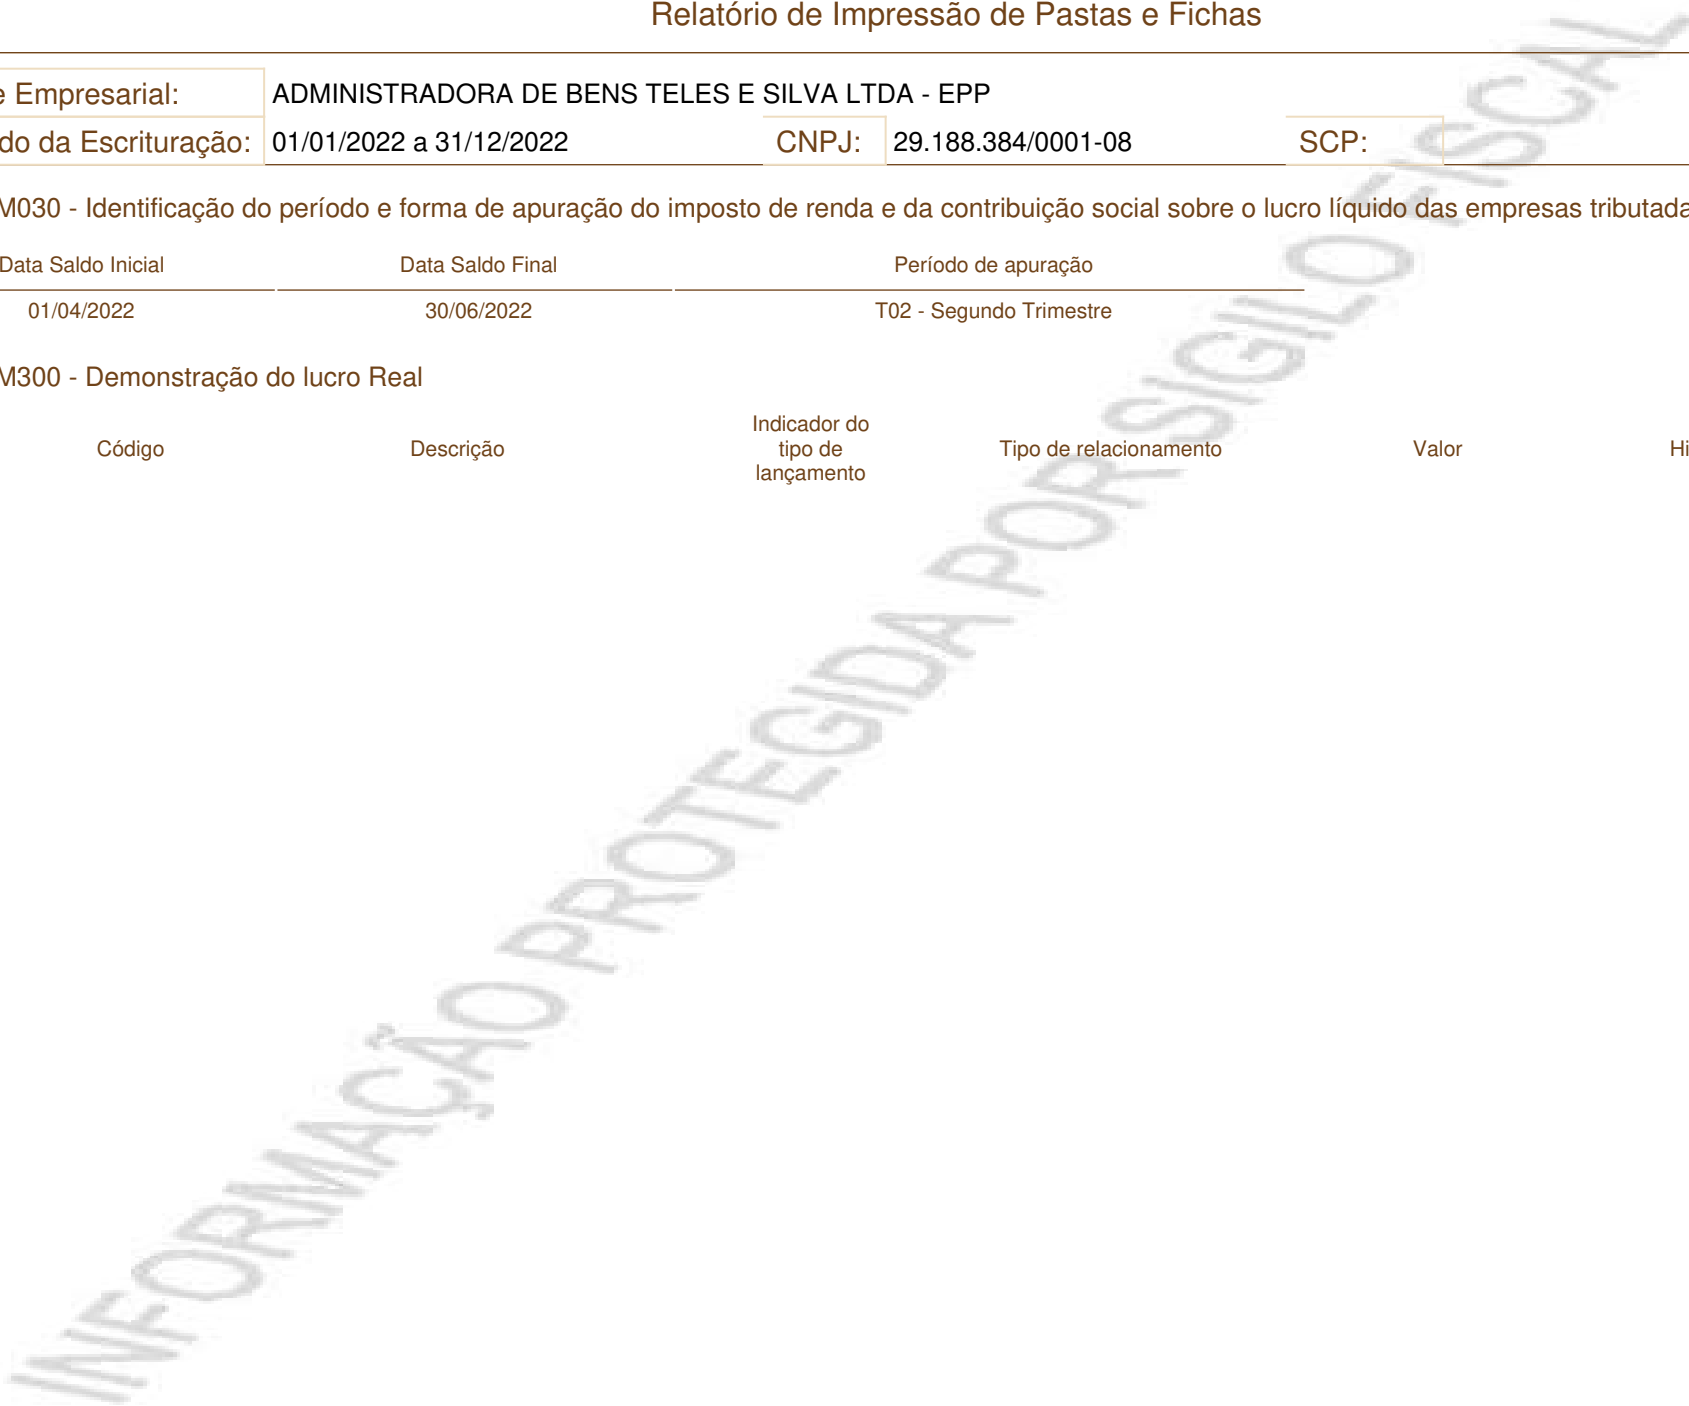 Relatório de Impressão de Pastas e Fichas
e Empresarial: ADMINISTRADORA DE BENS TELES E SILVA LTDA - EPP
do da Escrituração: 01/01/2022 a 31/12/2022 CNPJ: 29.188.384/0001-08 SCP:
M030 - Identificação do período e forma de apuração do imposto de renda e da contribuição social sobre o lucro líquido das empresas tributada
Data Saldo Inicial Data Saldo Final Período de apuração
01/04/2022 30/06/2022 T02 - Segundo Trimestre
M300 - Demonstração do lucro Real
Código Descrição Indicador do tipo de lançamento Tipo de relacionamento Valor Hi
INFORMAÇÃO PROTEGIDA POR SIGILO FISCAL